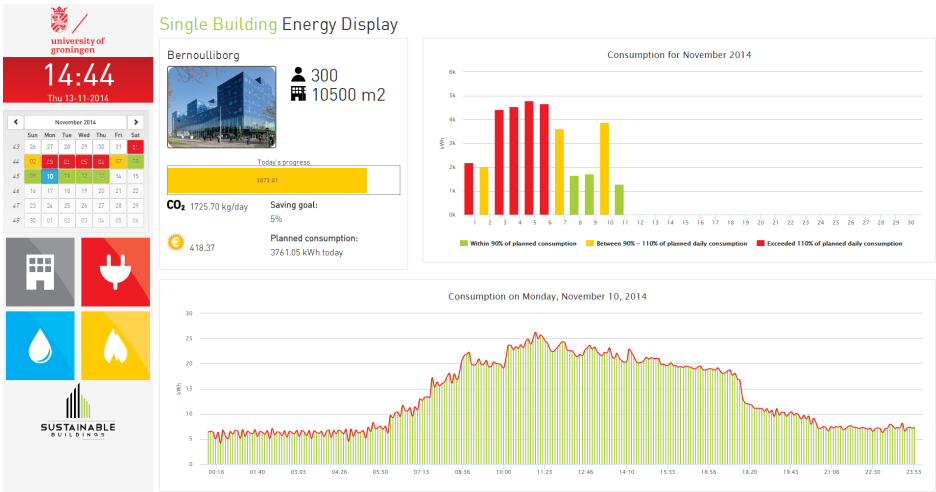 university of
groningen
14:44
Thu 13-11-2014
November 2014
Sun Mon Tue Wed Thu Fri Sat
43 26 27 28 29 30 31 01
44 02 03 04 05 06 07 08
45 09 10 11 12 13 14 15
46 16 17 18 19 20 21 22
47 23 24 25 26 27 28 29
48 30 01 02 03 04 05 06
SUSTAINABLE
BUILDINGS
Single Building Energy Display
Bernoulliborg
300
10500 m2
Today's progress
3873.81
CO₂ 1725.70 kg/day
Saving goal:
5%
€ 418.37
Planned consumption:
3761.05 kWh today
Consumption for November 2014
6k
5k
4k
kWh
3k
2k
1k
0k
1 2 3 4 5 6 7 8 9 10 11 12 13 14 15 16 17 18 19 20 21 22 23 24 25 26 27 28 29 30
Within 90% of planned consumption Between 90% - 110% of planned daily consumption Exceeded 110% of planned daily consumption
Consumption on Monday, November 10, 2014
30
25
20
15
kWh
10
5
0
00:16 01:40 03:03 04:26 05:50 07:13 08:36 10:00 11:23 12:46 14:10 15:33 16:56 18:20 19:43 21:06 22:30 23:53